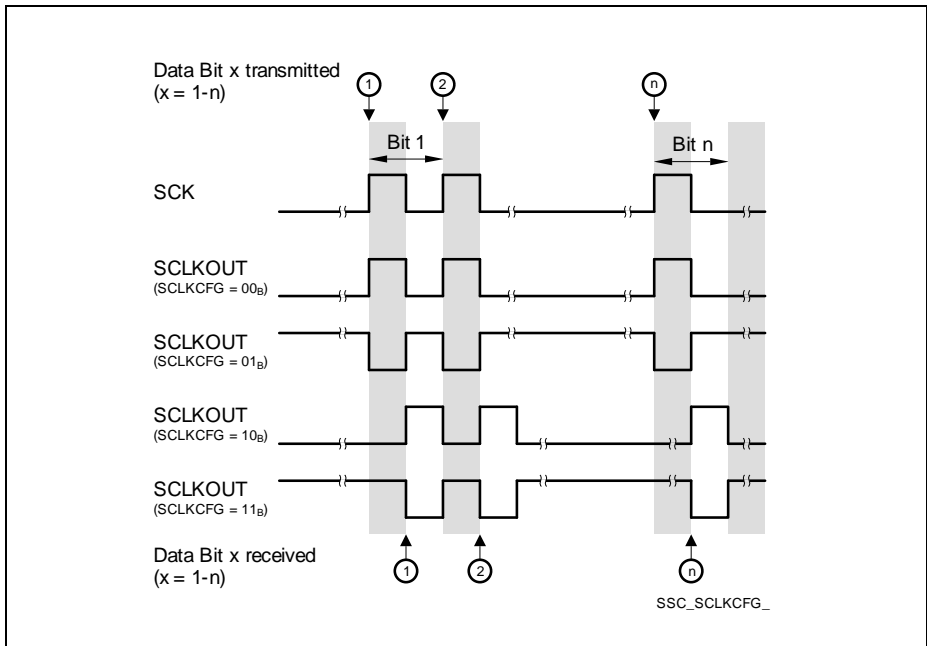 Data Bit x transmitted
(x = 1-n)
1 2 n
Bit 1 Bit n
SCK
SCLKOUT
(SCLKCFG = 00B)
SCLKOUT
(SCLKCFG = 01B)
SCLKOUT
(SCLKCFG = 10B)
SCLKOUT
(SCLKCFG = 11B)
Data Bit x received
(x = 1-n)
1 2 n
SSC_SCLKCFG_